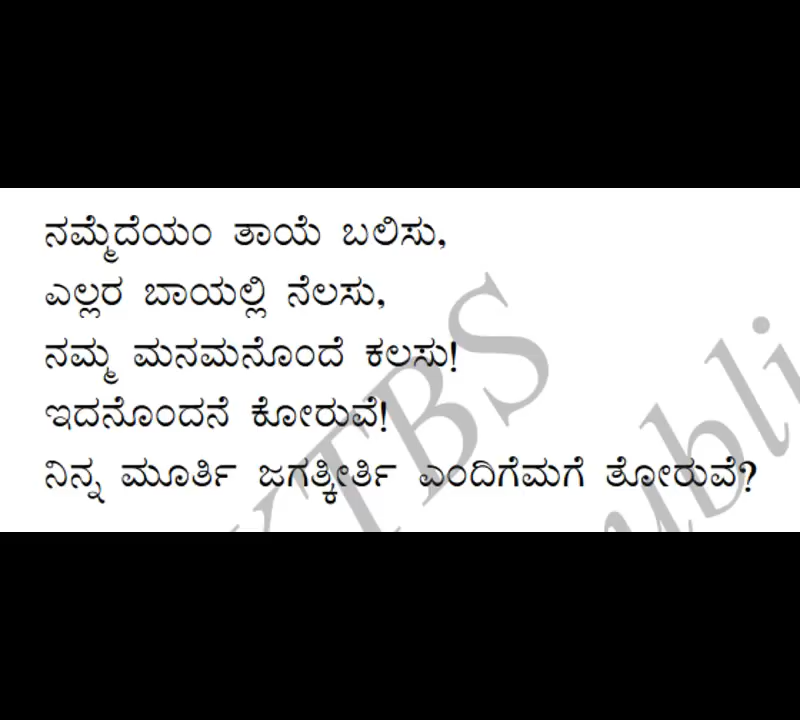 ನಮ್ಮೆದೆಯಂ ತಾಯೆ ಬಲಿಸು,
ಎಲ್ಲರ ಬಾಯಲ್ಲಿ ನೆಲಸು,
ನಮ್ಮ ಮನಮನೊಂದೆ ಕಲಸು!
ಇದನೊಂದನೆ ಕೋರುವೆ!
ನಿನ್ನ ಮೂರ್ತಿ ಜಗತ್ಕೀರ್ತಿ ಎಂದಿಗೆಮಗೆ ತೋರುವೆ?